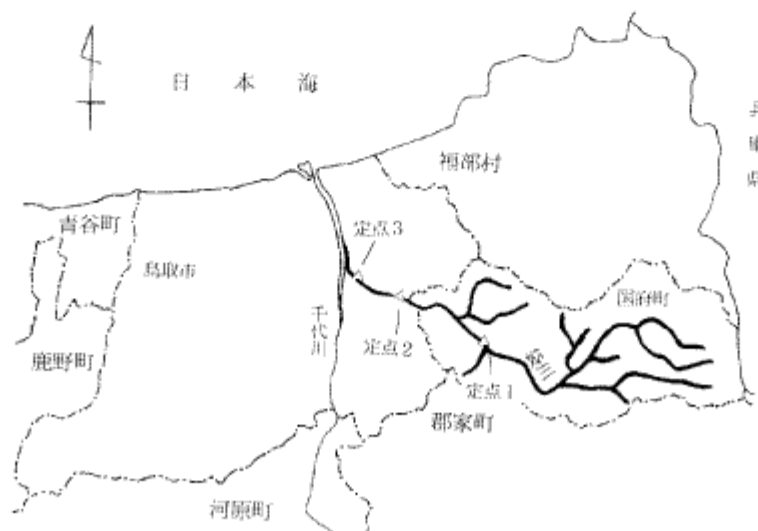 日本海
兵庫県
福部村
青谷町
定点3
鳥取市
国府町
千代川
定点2
袋川
鹿野町
定点1
郡家町
河原町